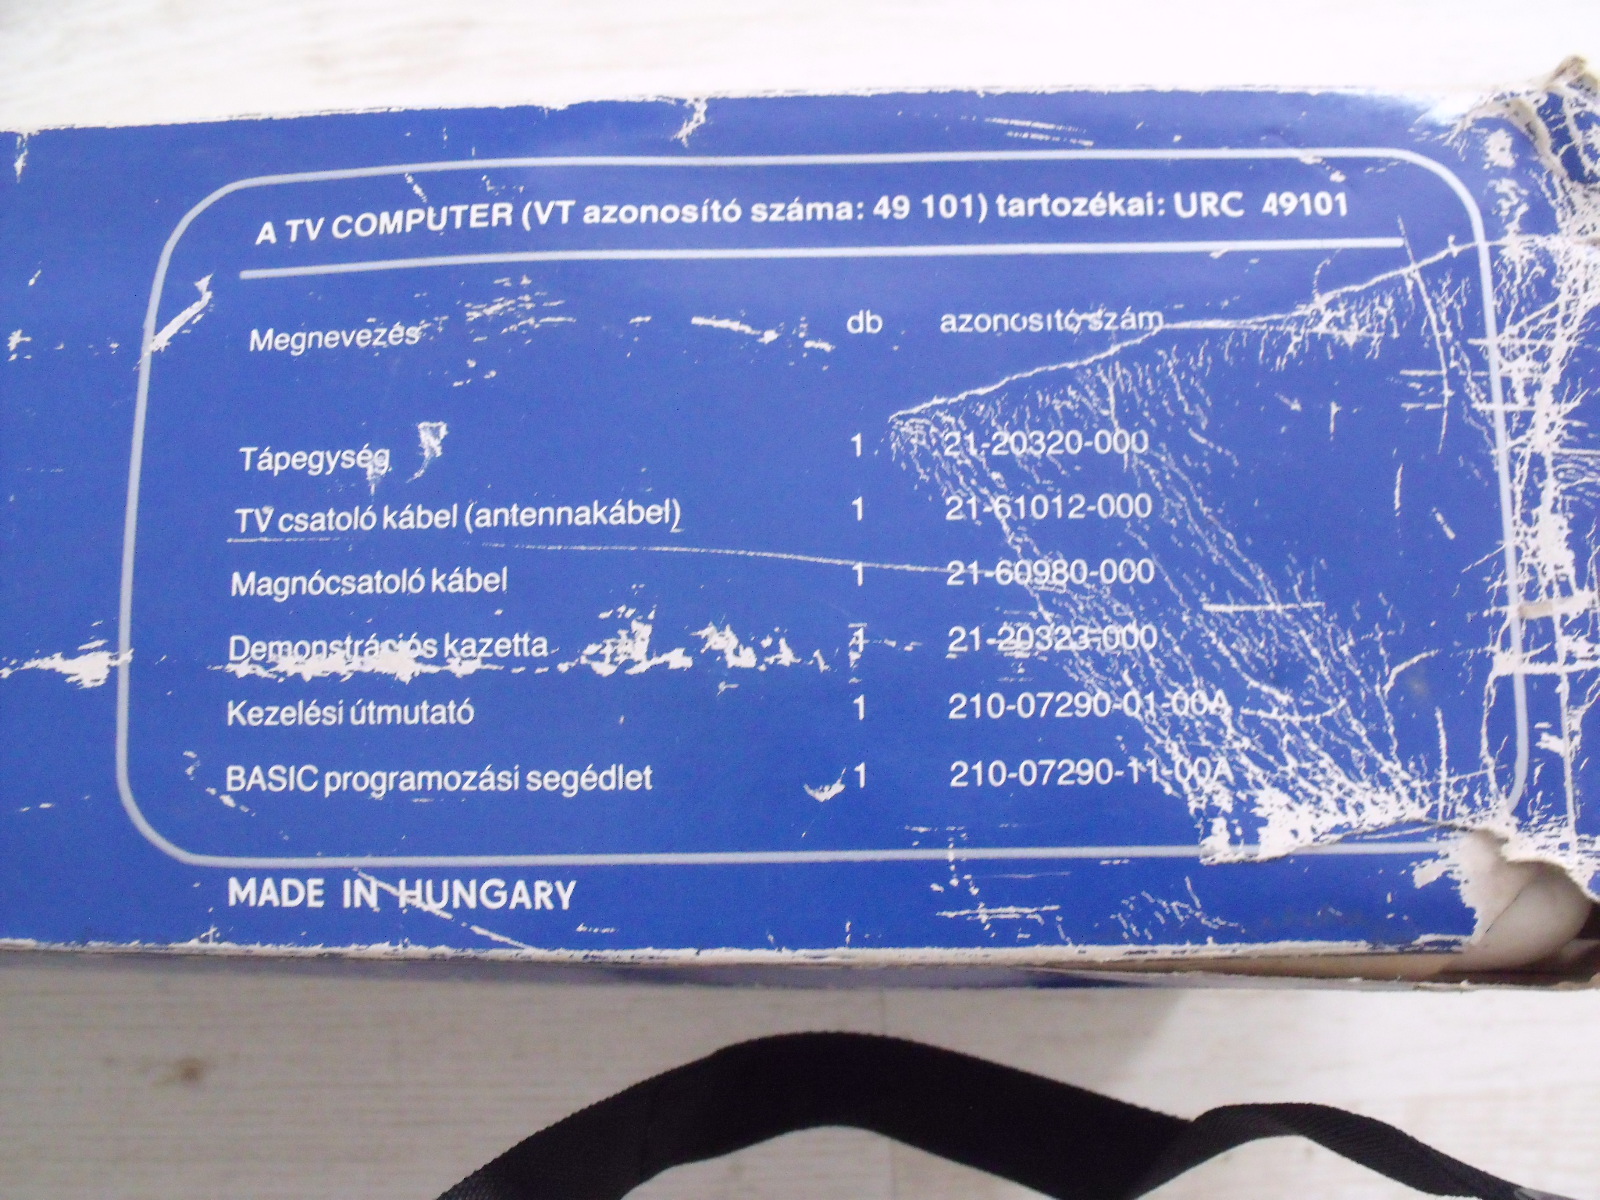 A TV COMPUTER (VT azonosító száma: 49 101) tartozékai: URC 49101
Megnevezés db azonosító szám
Tápegység 1 21-20320-000
TV csatoló kábel (antennakábel) 1 21-61012-000
Magnócsatoló kábel 1 21-60980-000
Demonstrációs kazetta 1 21-20323-000
Kezelési útmutató 1 210-07290-01-00A
BASIC programozási segédlet 1 210-07290-11-00A
MADE IN HUNGARY